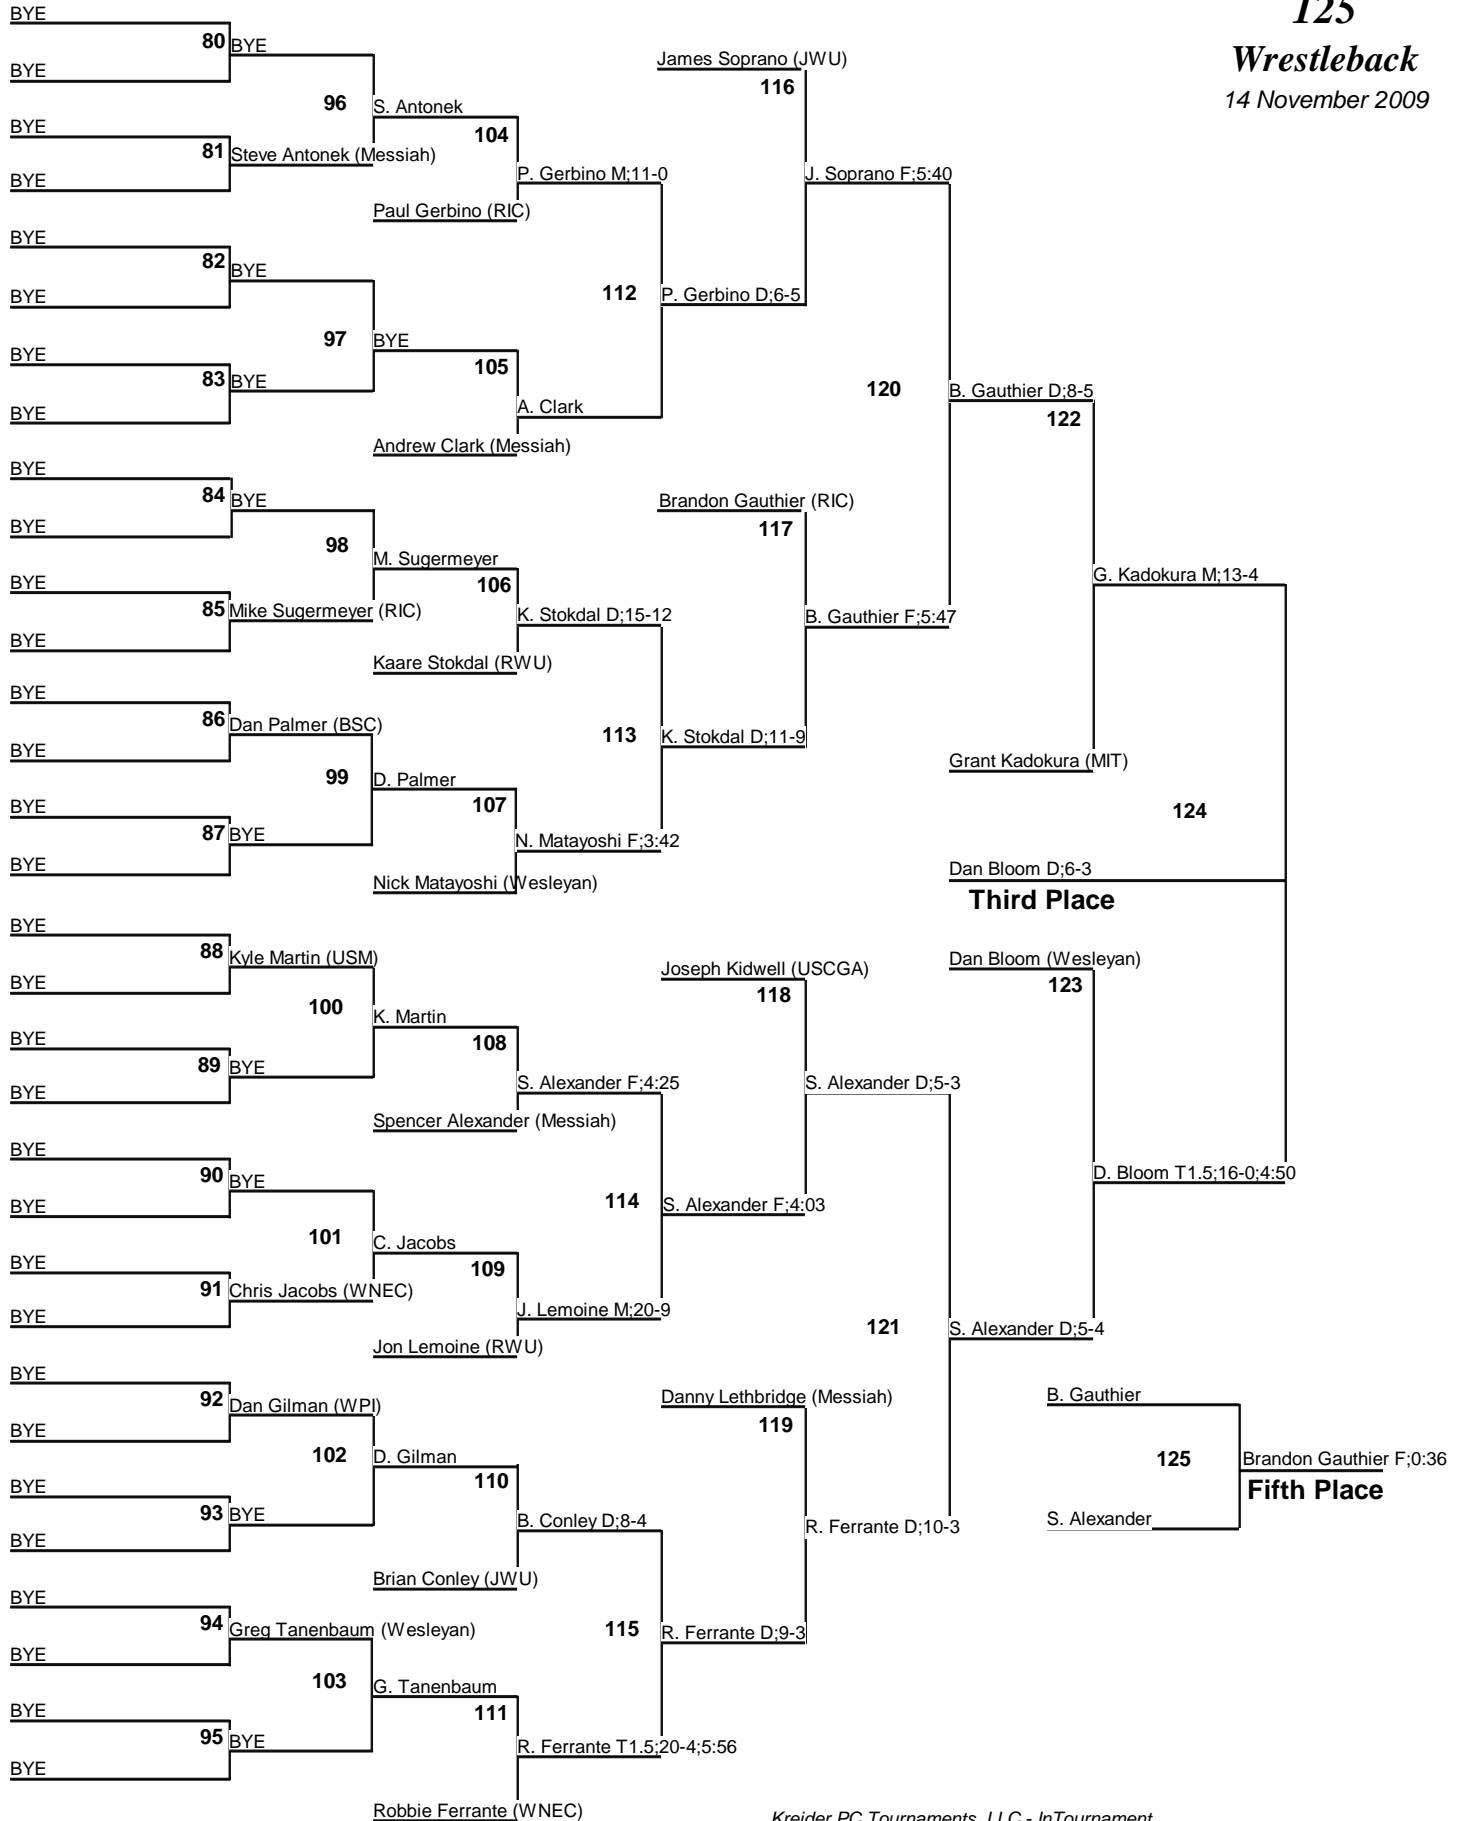 125
Wrestleback
14 November 2009
BYE
80
BYE
BYE
96
S. Antonek
BYE
81
Steve Antonek (Messiah)
BYE
104
P. Gerbino M;11-0
Paul Gerbino (RIC)
BYE
82
BYE
BYE
97
BYE
BYE
83
BYE
BYE
105
A. Clark
Andrew Clark (Messiah)
112
P. Gerbino D;6-5
James Soprano (JWU)
116
J. Soprano F;5:40
BYE
84
BYE
BYE
98
M. Sugermeyer
BYE
85
Mike Sugermeyer (RIC)
BYE
106
K. Stokdal D;15-12
Kaare Stokdal (RWU)
BYE
86
Dan Palmer (BSC)
BYE
99
D. Palmer
BYE
87
BYE
BYE
107
N. Matayoshi F;3:42
Nick Matayoshi (Wesleyan)
113
K. Stokdal D;11-9
Brandon Gauthier (RIC)
117
B. Gauthier F;5:47
120
B. Gauthier D;8-5
122
G. Kadokura M;13-4
Grant Kadokura (MIT)
124
Dan Bloom D;6-3
Third Place
BYE
88
Kyle Martin (USM)
BYE
100
K. Martin
BYE
89
BYE
BYE
108
S. Alexander F;4:25
Spencer Alexander (Messiah)
BYE
90
BYE
BYE
101
C. Jacobs
BYE
91
Chris Jacobs (WNEC)
BYE
109
J. Lemoine M;20-9
Jon Lemoine (RWU)
114
S. Alexander F;4:03
Joseph Kidwell (USCGA)
118
S. Alexander D;5-3
Dan Bloom (Wesleyan)
123
D. Bloom T1.5;16-0;4:50
121
S. Alexander D;5-4
BYE
92
Dan Gilman (WPI)
BYE
102
D. Gilman
BYE
93
BYE
BYE
110
B. Conley D;8-4
Brian Conley (JWU)
BYE
94
Greg Tanenbaum (Wesleyan)
BYE
103
G. Tanenbaum
BYE
95
BYE
BYE
111
R. Ferrante T1.5;20-4;5:56
Robbie Ferrante (WNEC)
115
R. Ferrante D;9-3
Danny Lethbridge (Messiah)
119
R. Ferrante D;10-3
B. Gauthier
125
Brandon Gauthier F;0:36
Fifth Place
S. Alexander
Kreider PC Tournaments, LLC - InTournament